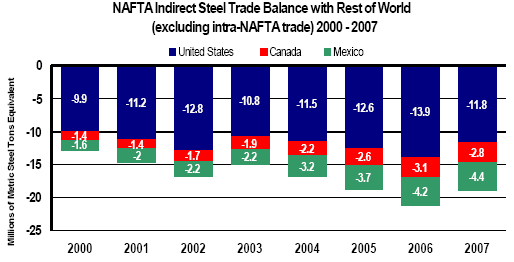 NAFTA Indirect Steel Trade Balance with Rest of World
(excluding intra-NAFTA trade) 2000 - 2007
United States Canada Mexico
Millions of Metric Steel Tons Equivalent
0
-5
-10
-15
-20
-25
-9.9 -11.2 -12.8 -10.8 -11.5 -12.6 -13.9 -11.8
-1.4 -1.4 -1.7 -1.9 -2.2 -2.6 -3.1 -2.8
-1.6 -2 -2.2 -2.2 -3.2 -3.7 -4.2 -4.4
2000 2001 2002 2003 2004 2005 2006 2007